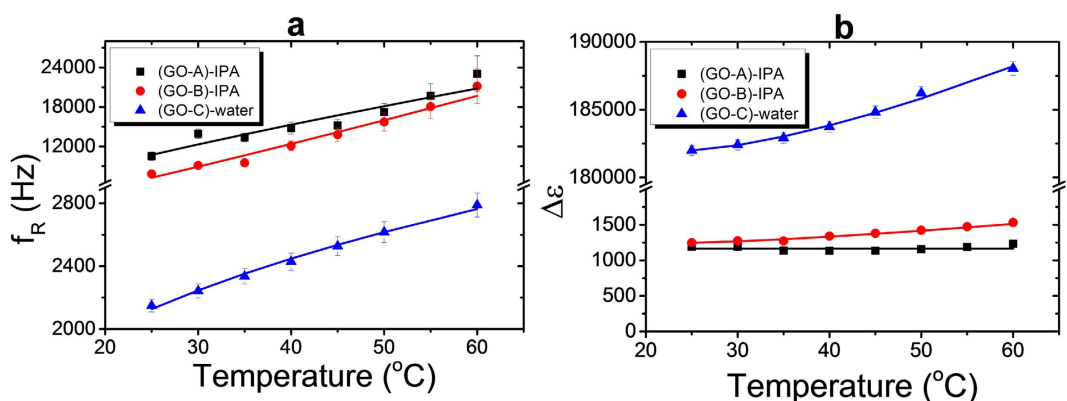 a
f_R (Hz)
24000
18000
12000
2800
2400
2000
(GO-A)-IPA
(GO-B)-IPA
(GO-C)-water
20 30 40 50 60
Temperature (°C)
b
Δε
190000
185000
180000
1500
1000
500
0
(GO-A)-IPA
(GO-B)-IPA
(GO-C)-water
20 30 40 50 60
Temperature (°C)